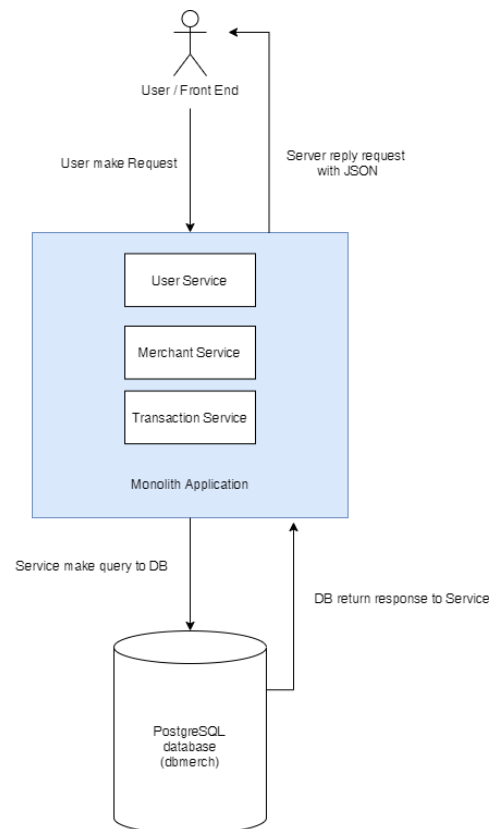 User / Front End
User make Request
Server reply request
with JSON
User Service
Merchant Service
Transaction Service
Monolith Application
Service make query to DB
DB return response to Service
PostgreSQL
database
(dbmerch)